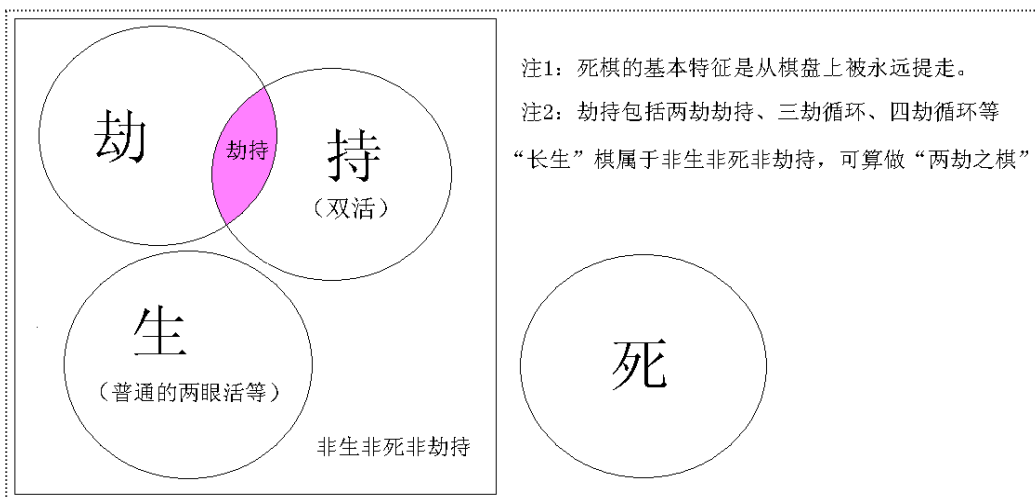 劫
劫持
持
（双活）
生
（普通的两眼活等）
非生非死非劫持
注1：死棋的基本特征是从棋盘上被永远提走。
注2：劫持包括两劫劫持、三劫循环、四劫循环等
“长生”棋属于非生非死非劫持，可算做“两劫之棋”
死